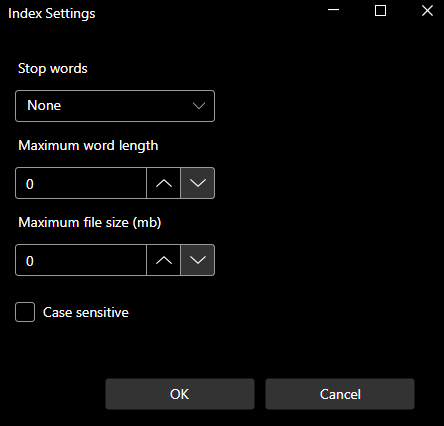 Index Settings
Stop words
None
Maximum word length
0
Maximum file size (mb)
0
Case sensitive
OK Cancel